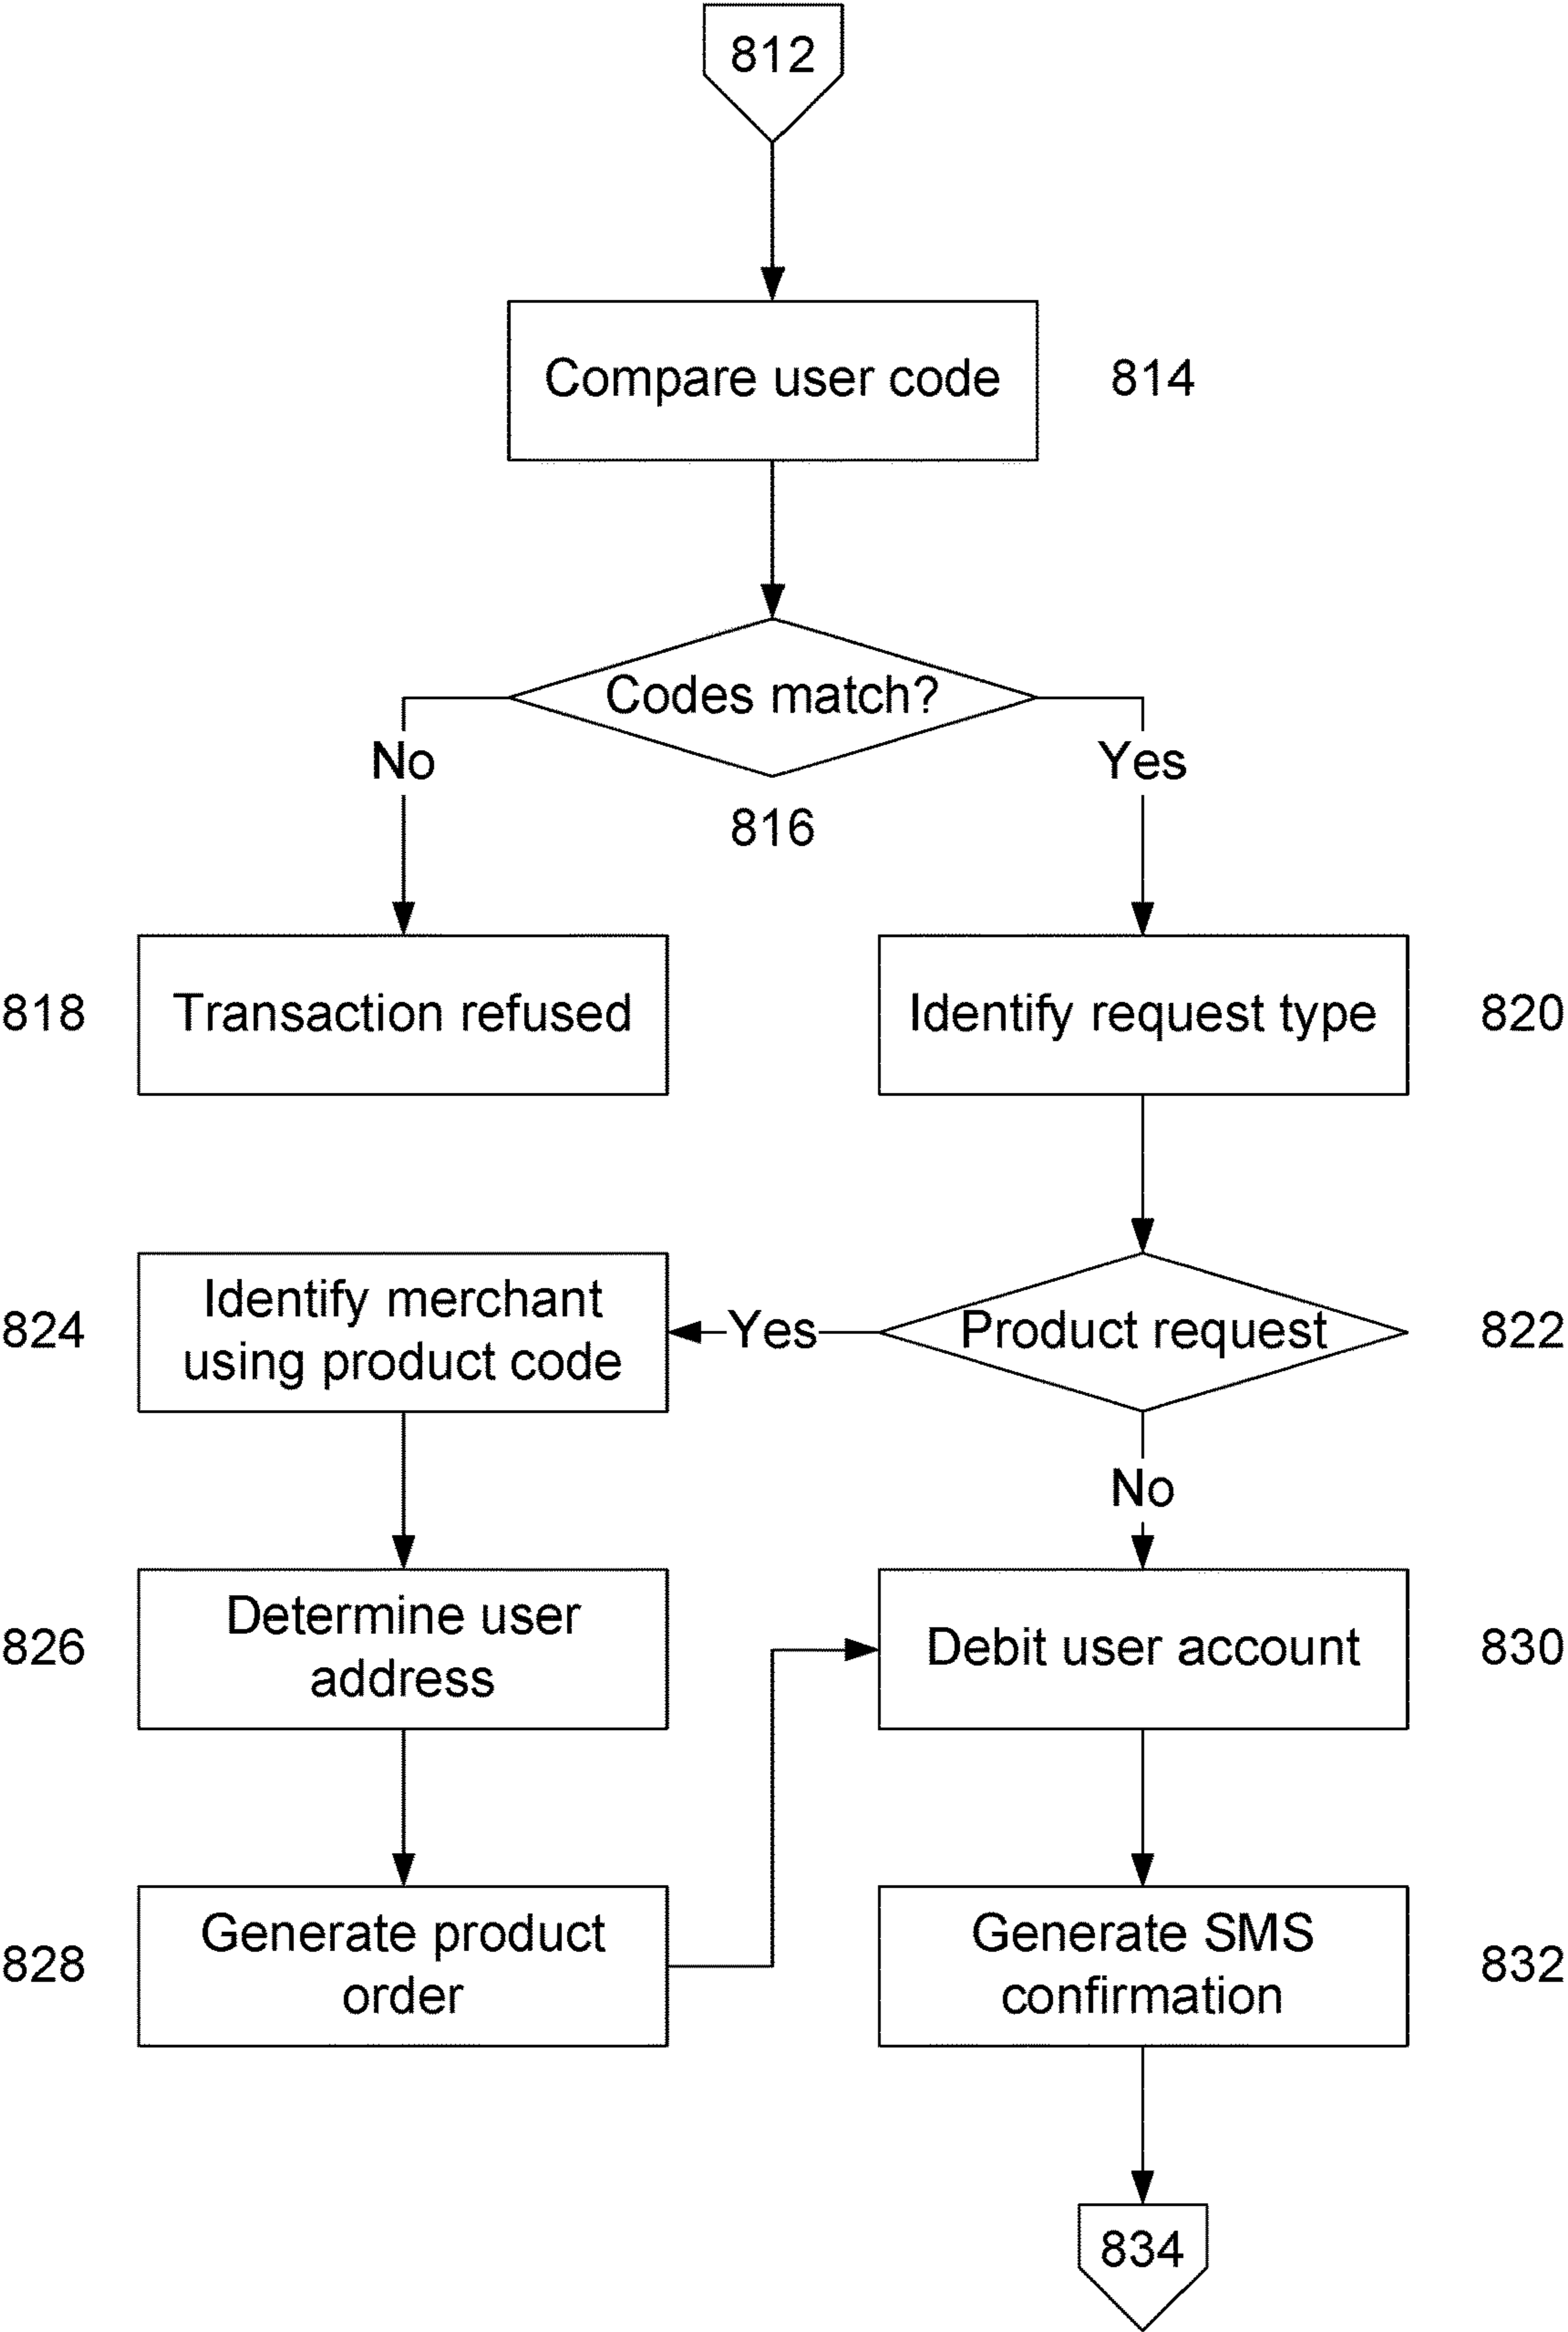 812
Compare user code
814
Codes match?
No
Yes
816
818
Transaction refused
Identify request type
820
824
Identify merchant
using product code
Yes
Product request
822
No
826
Determine user
address
Debit user account
830
828
Generate product
order
Generate SMS
confirmation
832
834